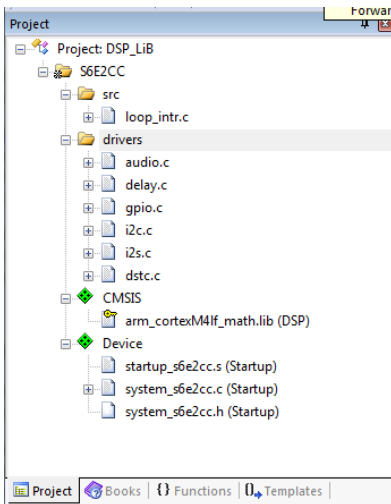 Forwar
Project
Project: DSP_LiB
S6E2CC
src
loop_intr.c
drivers
audio.c
delay.c
gpio.c
i2c.c
i2s.c
dstc.c
CMSIS
arm_cortexM4lf_math.lib (DSP)
Device
startup_s6e2cc.s (Startup)
system_s6e2cc.c (Startup)
system_s6e2cc.h (Startup)
Project Books {} Functions 0 Templates